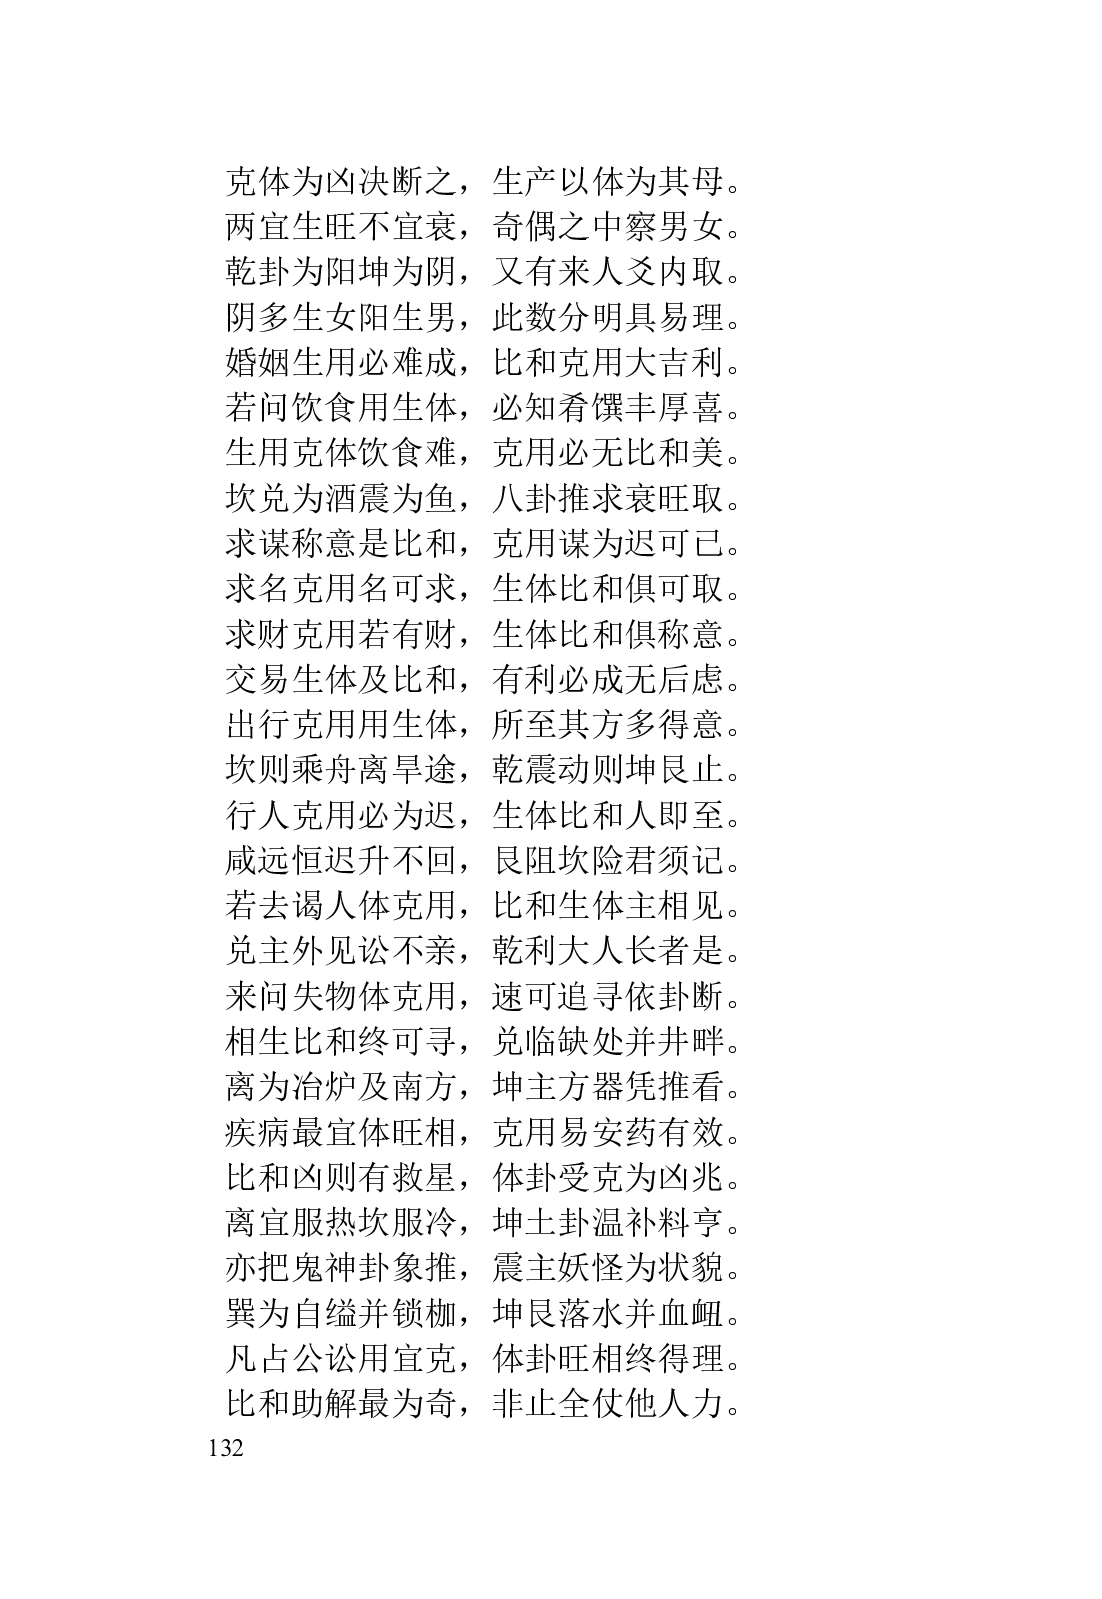 克体为凶决断之，生产以体为其母。
两宜生旺不宜衰，奇偶之中察男女。
乾卦为阳坤为阴，又有来人爻内取。
阴多生女阳生男，此数分明具易理。
婚姻生用必难成，比和克用大吉利。
若问饮食用生体，必知肴馔丰厚喜。
生用克体饮食难，克用必无比和美。
坎兑为酒震为鱼，八卦推求衰旺取。
求谋称意是比和，克用谋为迟可已。
求名克用名可求，生体比和俱可取。
求财克用若有财，生体比和俱称意。
交易生体及比和，有利必成无后虑。
出行克用用生体，所至其方多得意。
坎则乘舟离旱途，乾震动则坤艮止。
行人克用必为迟，生体比和人即至。
咸远恒迟升不回，艮阻坎险君须记。
若去谒人体克用，比和生体主相见。
兑主外见讼不亲，乾利大人长者是。
来问失物体克用，速可追寻依卦断。
相生比和终可寻，兑临缺处并井畔。
离为冶炉及南方，坤主方器凭推看。
疾病最宜体旺相，克用易安药有效。
比和凶则有救星，体卦受克为凶兆。
离宜服热坎服冷，坤土卦温补料亨。
亦把鬼神卦象推，震主妖怪为状貌。
巽为自缢并锁枷，坤艮落水并血衄。
凡占公讼用宜克，体卦旺相终得理。
比和助解最为奇，非止全仗他人力。
132